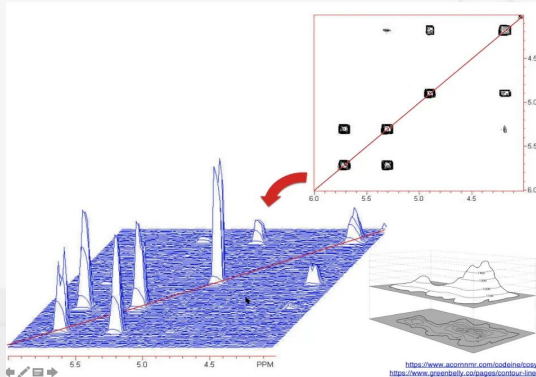 4.5
5.0
5.5
6.0
6.0 5.5 5.0 4.5
5.5 5.0 4.5 PPM
https://www.acornnmr.com/codeine/cosy
https://www.greenbelly.co/pages/contour-line